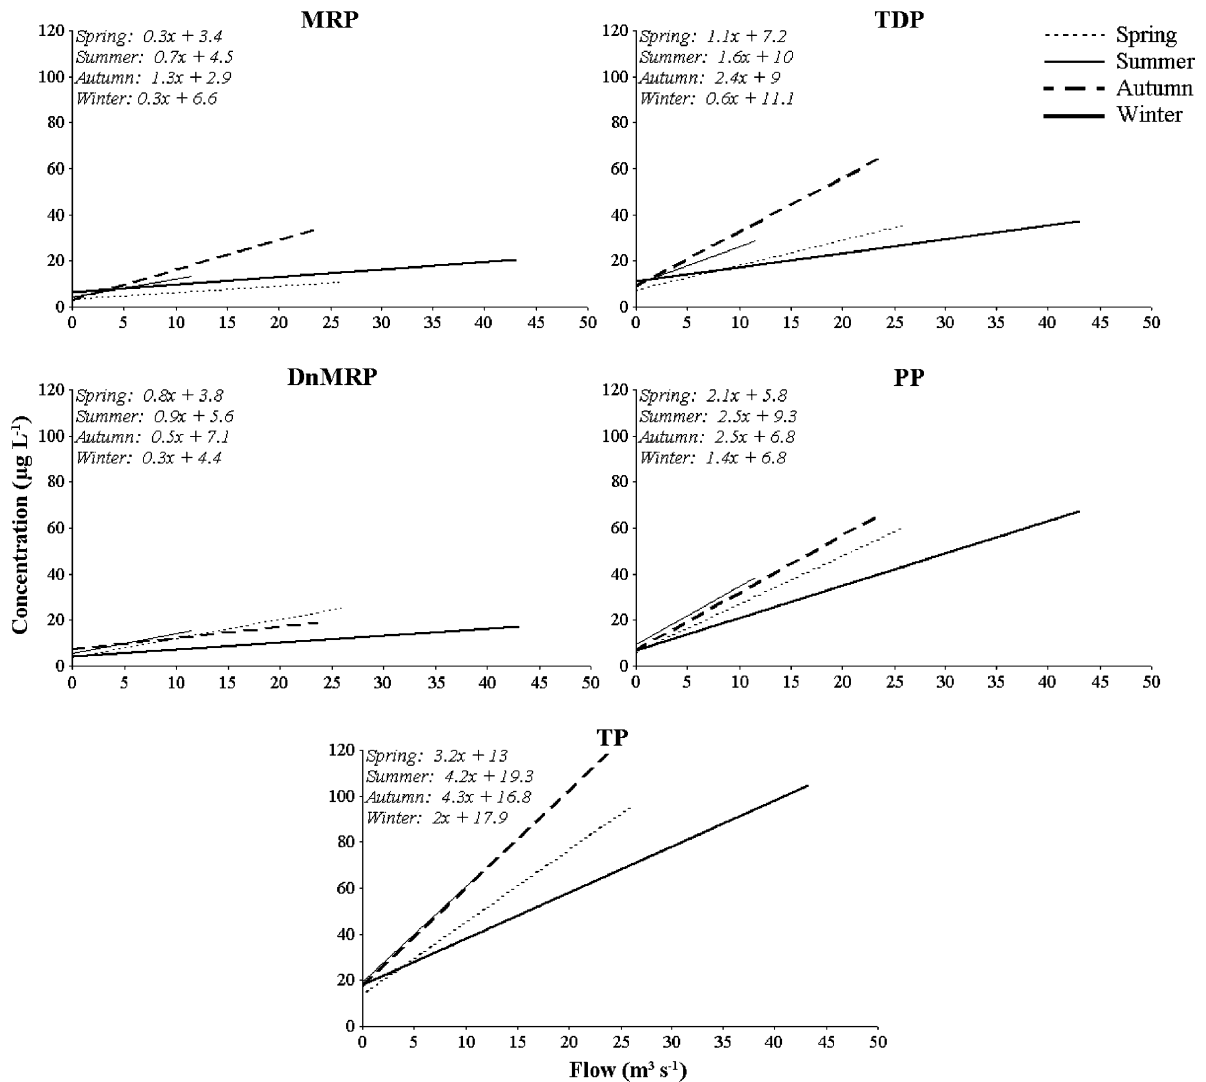 MRP
120
100
80
60
40
20
0
Spring: 0.3x + 3.4
Summer: 0.7x + 4.5
Autumn: 1.3x + 2.9
Winter: 0.3x + 6.6
0 5 10 15 20 25 30 35 40 45 50
TDP
120
100
80
60
40
20
0
Spring: 1.1x + 7.2
Summer: 1.6x + 10
Autumn: 2.4x + 9
Winter: 0.6x + 11.1
0 5 10 15 20 25 30 35 40 45 50
Spring
Summer
Autumn
Winter
Concentration (µg L⁻¹)
DnMRP
120
100
80
60
40
20
0
Spring: 0.8x + 3.8
Summer: 0.9x + 5.6
Autumn: 0.5x + 7.1
Winter: 0.3x + 4.4
0 5 10 15 20 25 30 35 40 45 50
PP
120
100
80
60
40
20
0
Spring: 2.1x + 5.8
Summer: 2.5x + 9.3
Autumn: 2.5x + 6.8
Winter: 1.4x + 6.8
0 5 10 15 20 25 30 35 40 45 50
TP
120
100
80
60
40
20
0
Spring: 3.2x + 13
Summer: 4.2x + 19.3
Autumn: 4.3x + 16.8
Winter: 2x + 17.9
0 5 10 15 20 25 30 35 40 45 50
Flow (m³ s⁻¹)